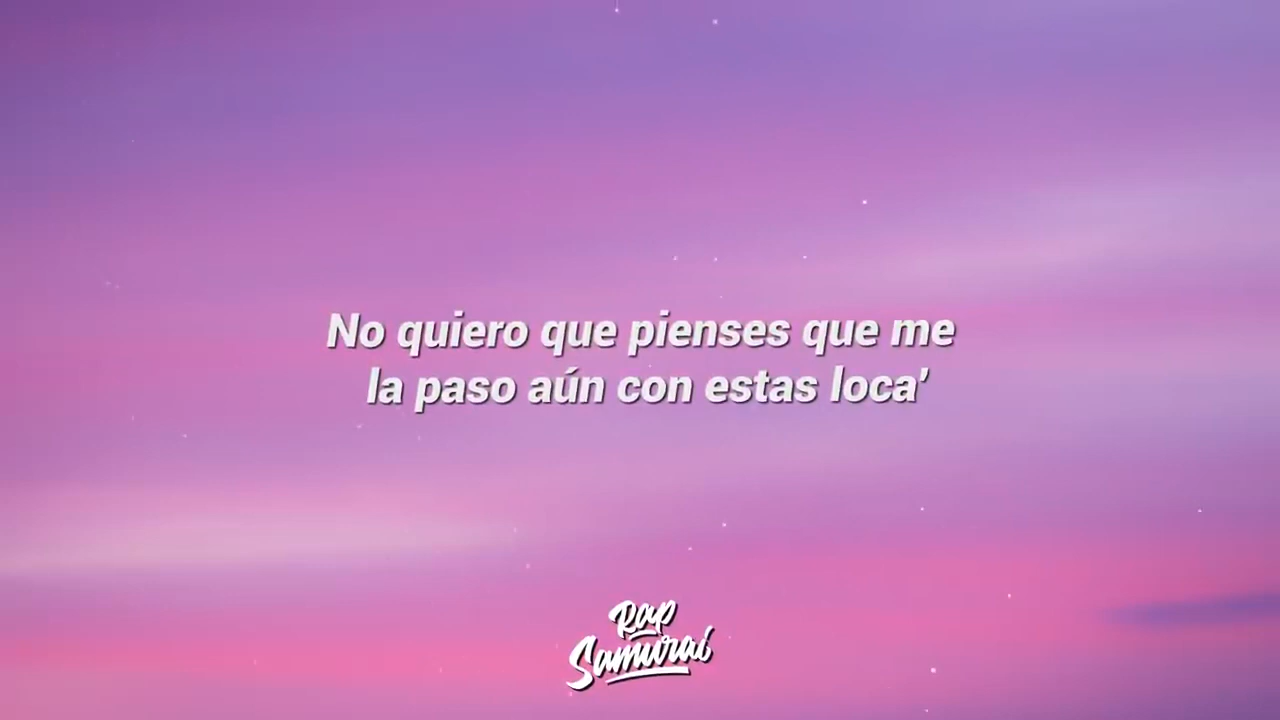 No quiero que pienses que me
la paso aún con estas loca'
Rap
Samurai